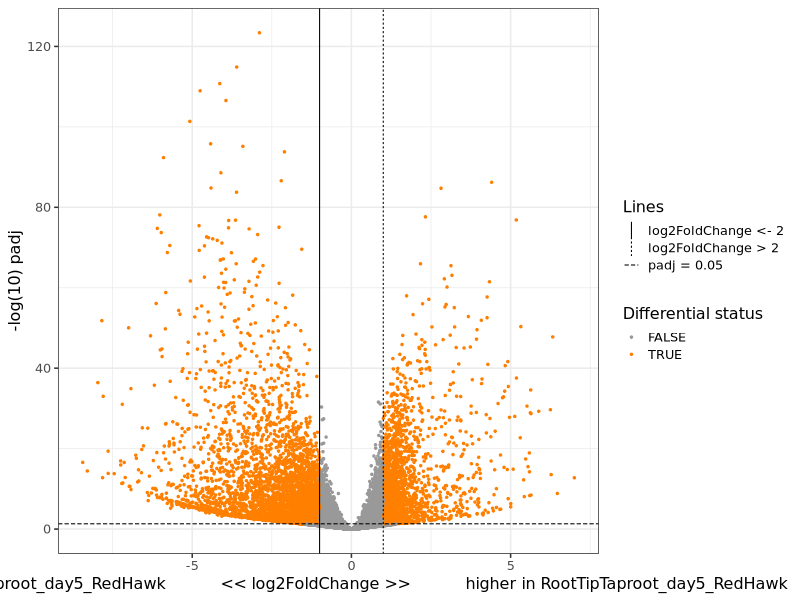 120
80
40
0
-log(10) padj
-5
0
5
proot_day5_RedHawk << log2FoldChange >> higher in RootTipTaproot_day5_RedHawk
Lines
log2FoldChange <- 2
log2FoldChange > 2
padj = 0.05
Differential status
FALSE
TRUE